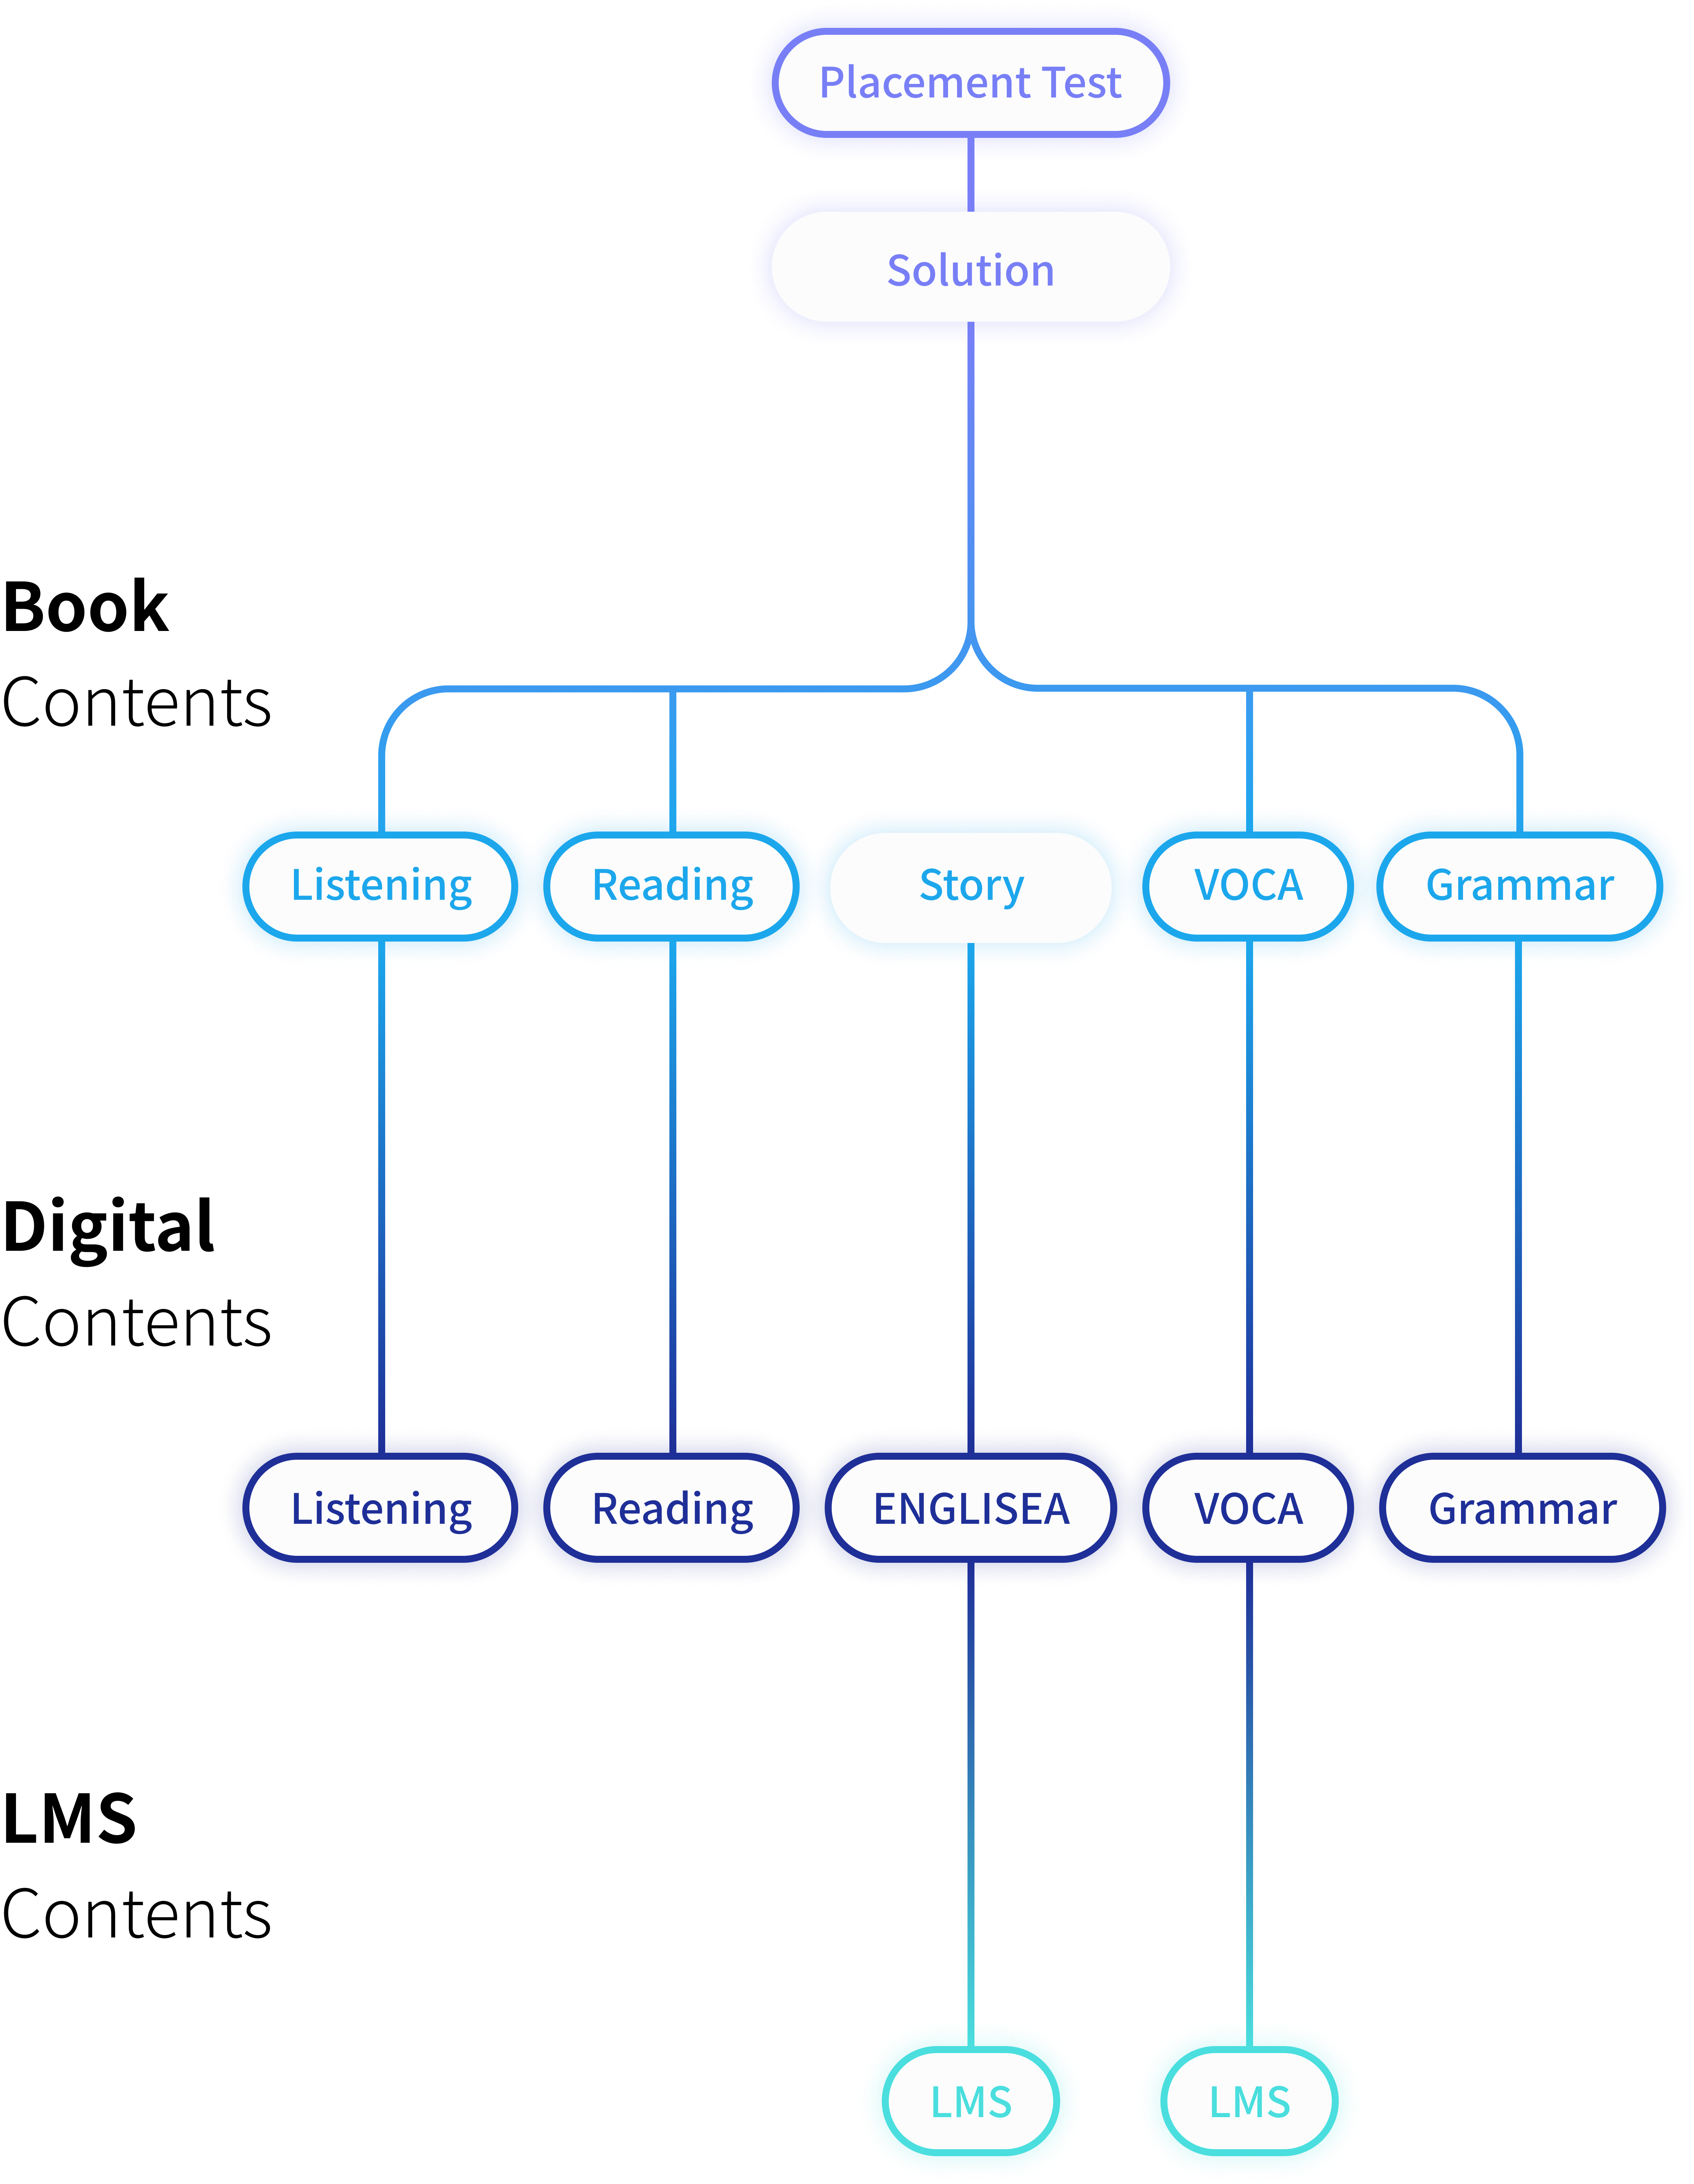 Placement Test
Solution
Book
Contents
Listening
Reading
Story
VOCA
Grammar
Digital
Contents
Listening
Reading
ENGLISEA
VOCA
Grammar
LMS
Contents
LMS
LMS